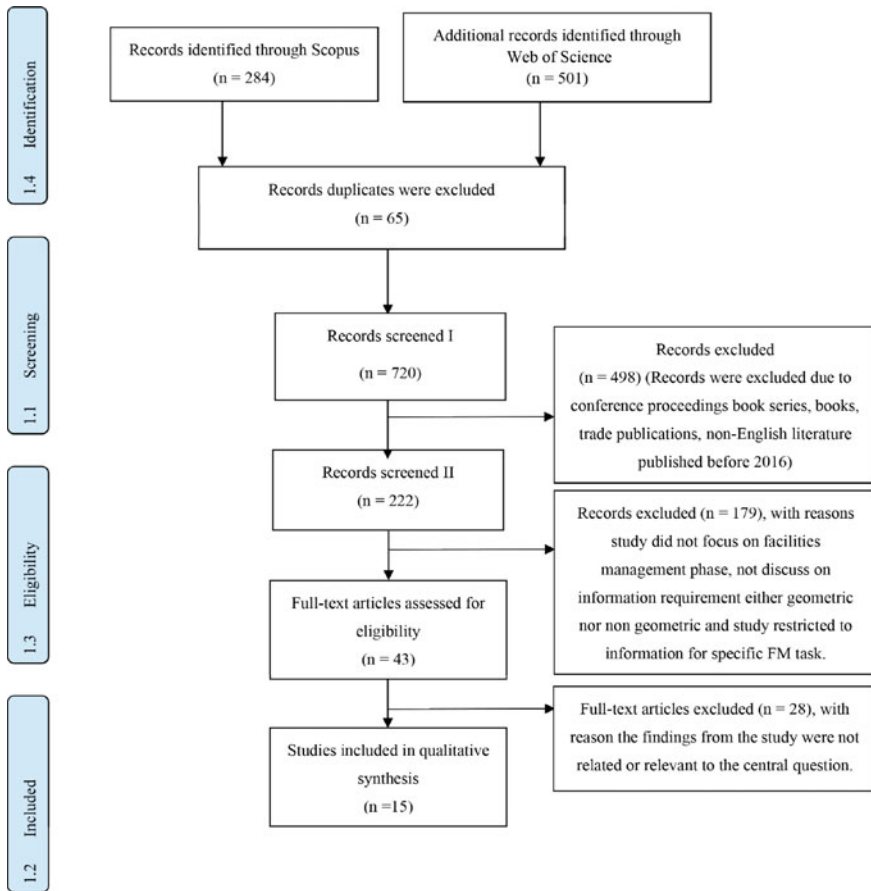 Records identified through Scopus
(n = 284)
Additional records identified through
Web of Science
(n = 501)
1.4 Identification
Records duplicates were excluded
(n = 65)
1.1 Screening
Records screened I
(n = 720)
Records excluded
(n = 498) (Records were excluded due to
conference proceedings book series, books,
trade publications, non-English literature
published before 2016)
Records screened II
(n = 222)
1.3 Eligibility
Records excluded (n = 179), with reasons
study did not focus on facilities
management phase, not discuss on
information requirement either geometric
nor non geometric and study restricted to
information for specific FM task.
Full-text articles assessed for
eligibility
(n = 43)
1.2 Included
Full-text articles excluded (n = 28), with
reason the findings from the study were not
related or relevant to the central question.
Studies included in qualitative
synthesis
(n =15)